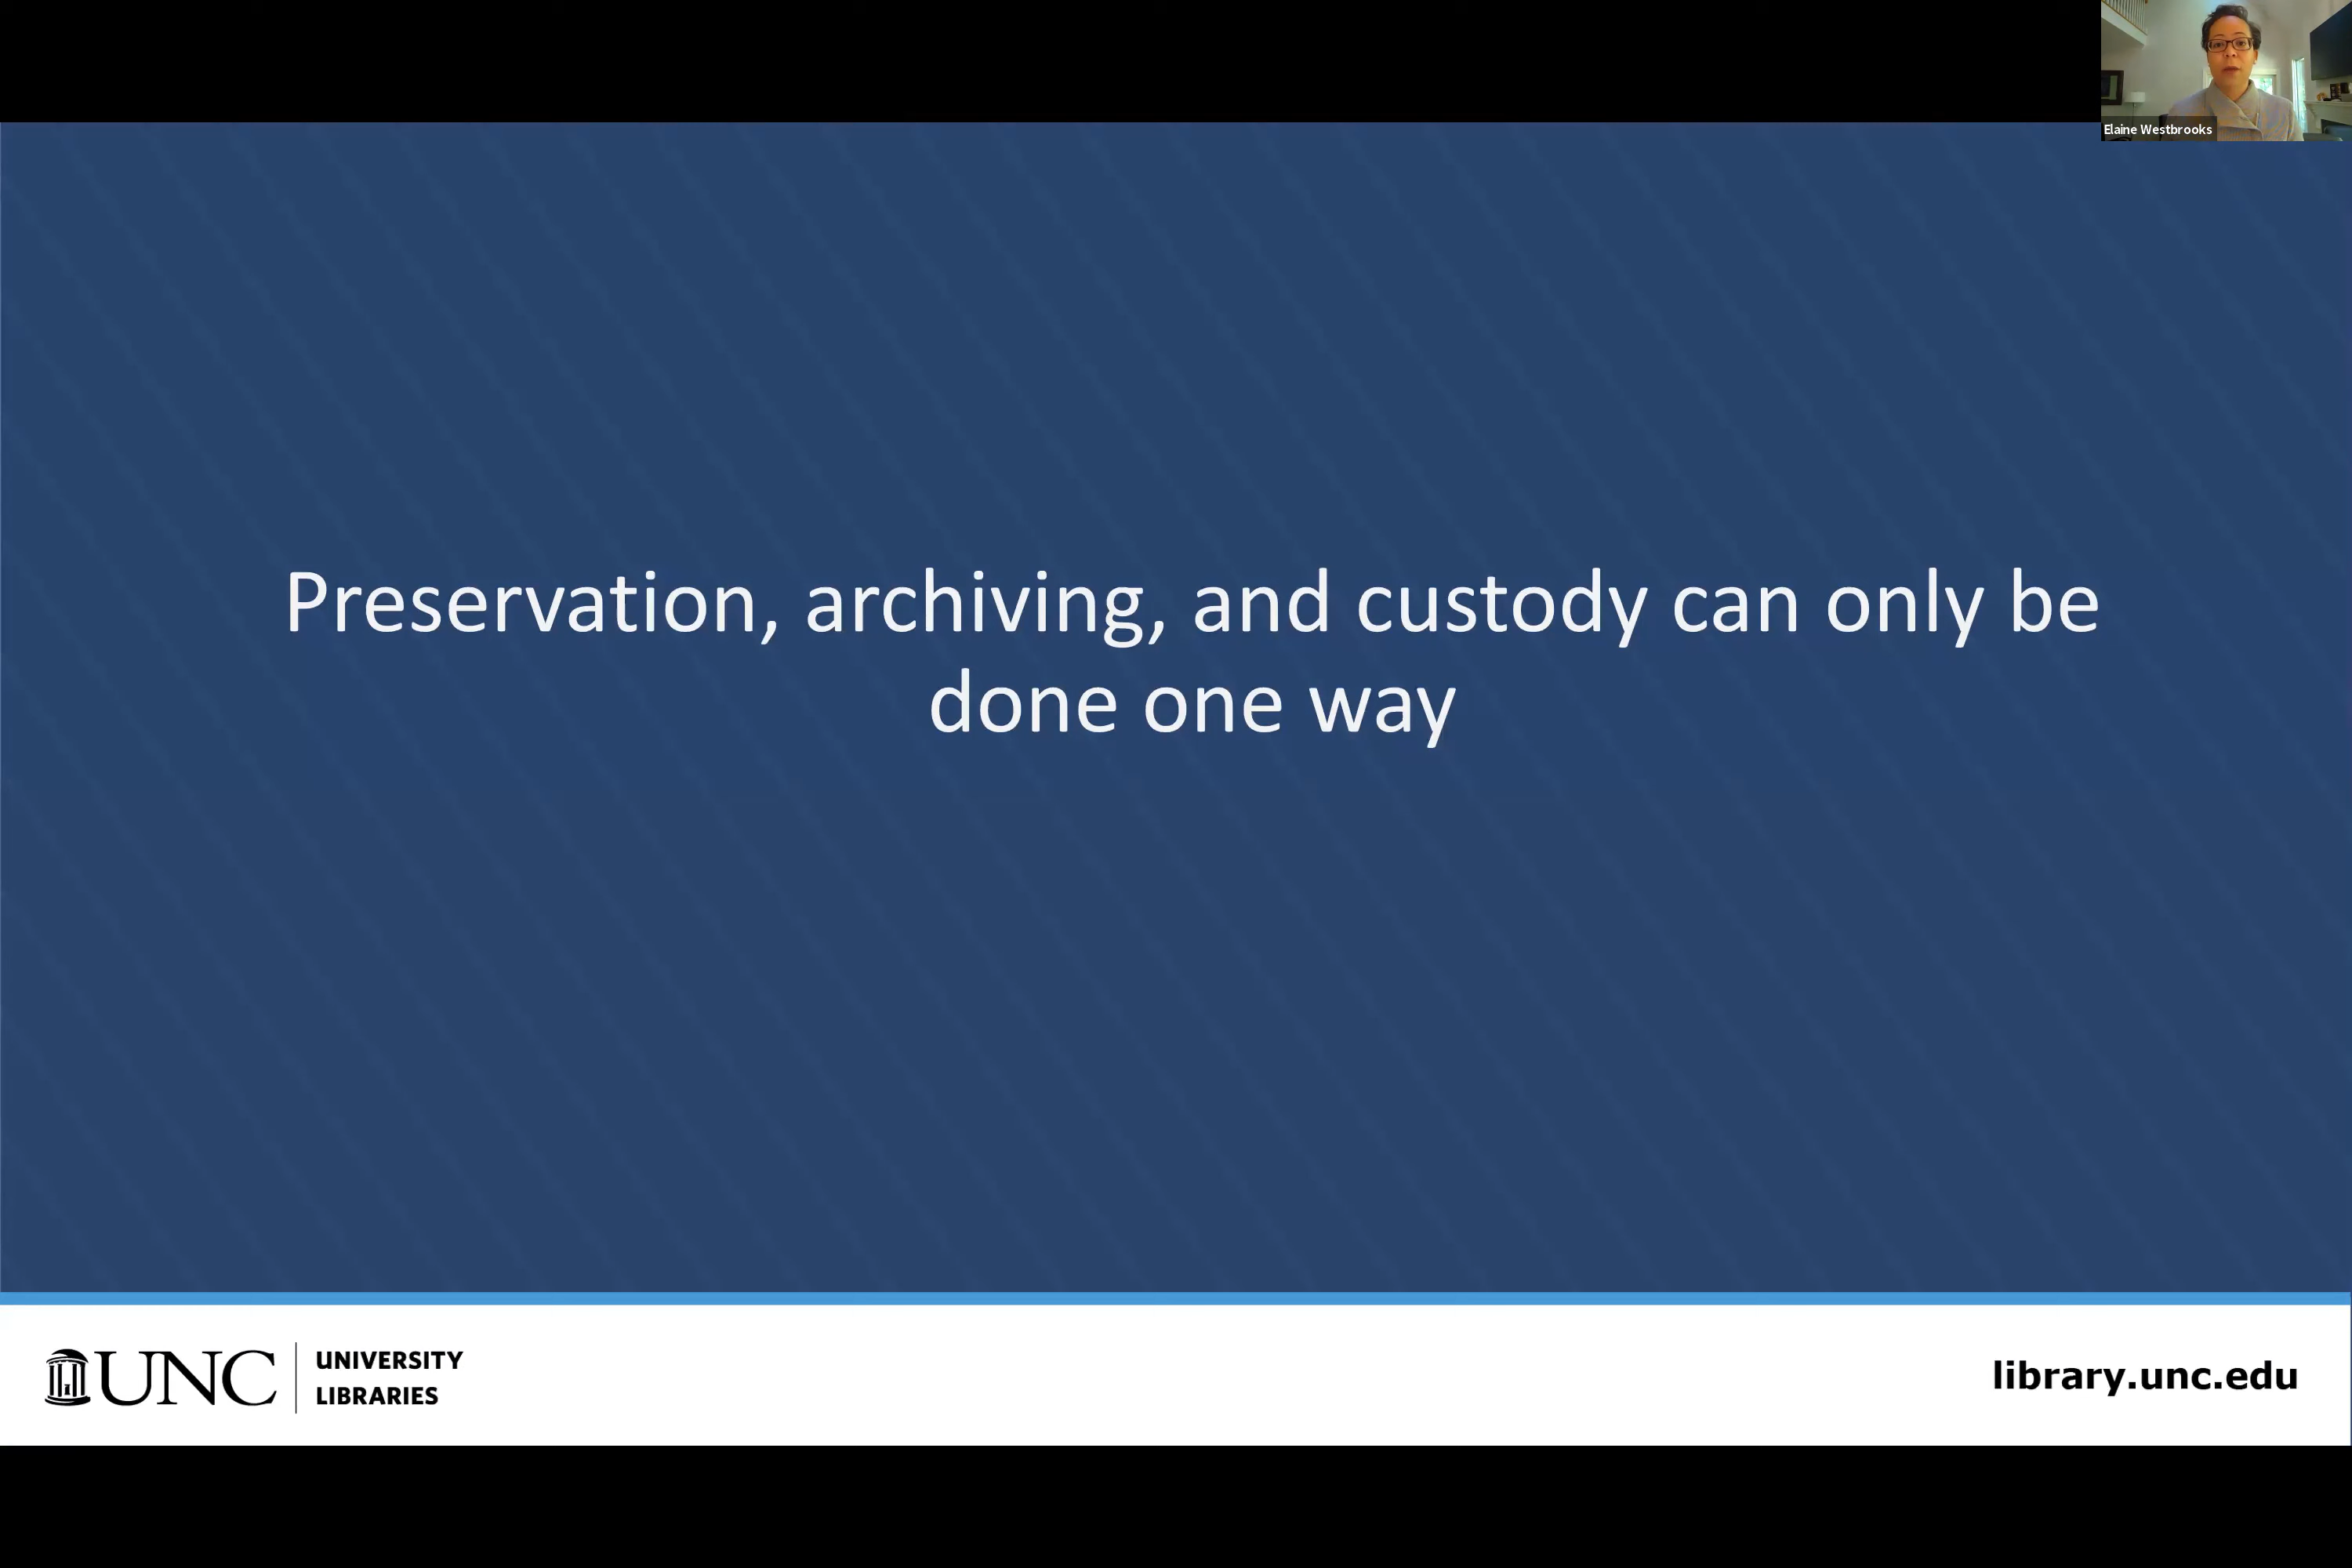 Elaine Westbrooks
Preservation, archiving, and custody can only be
done one way
UNC
UNIVERSITY
LIBRARIES
library.unc.edu